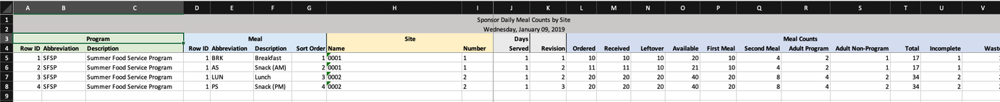 A B C D E F G H I J K L M N O P Q R S T U V
1 Sponsor Daily Meal Counts by Site
2 Wednesday, January 09, 2019
3 Program Meal Site Days Meal Counts
4 Row ID Abbreviation Description Row ID Abbreviation Description Sort Order Name Number Served Revision Ordered Received Leftover Available First Meal Second Meal Adult Program Adult Non-Program Total Incomplete Wast
5 1 SFSP Summer Food Service Program 1 BRK Breakfast 1 0001 1 1 1 10 10 10 20 10 4 2 1 17 1
6 2 SFSP Summer Food Service Program 1 AS Snack (AM) 2 0001 1 1 2 11 11 10 21 10 4 2 1 17 1
7 3 SFSP Summer Food Service Program 1 LUN Lunch 3 0002 2 1 2 20 20 20 40 20 8 4 2 34 2
8 4 SFSP Summer Food Service Program 1 PS Snack (PM) 4 0002 2 1 3 20 20 20 40 20 8 4 2 34 2
9